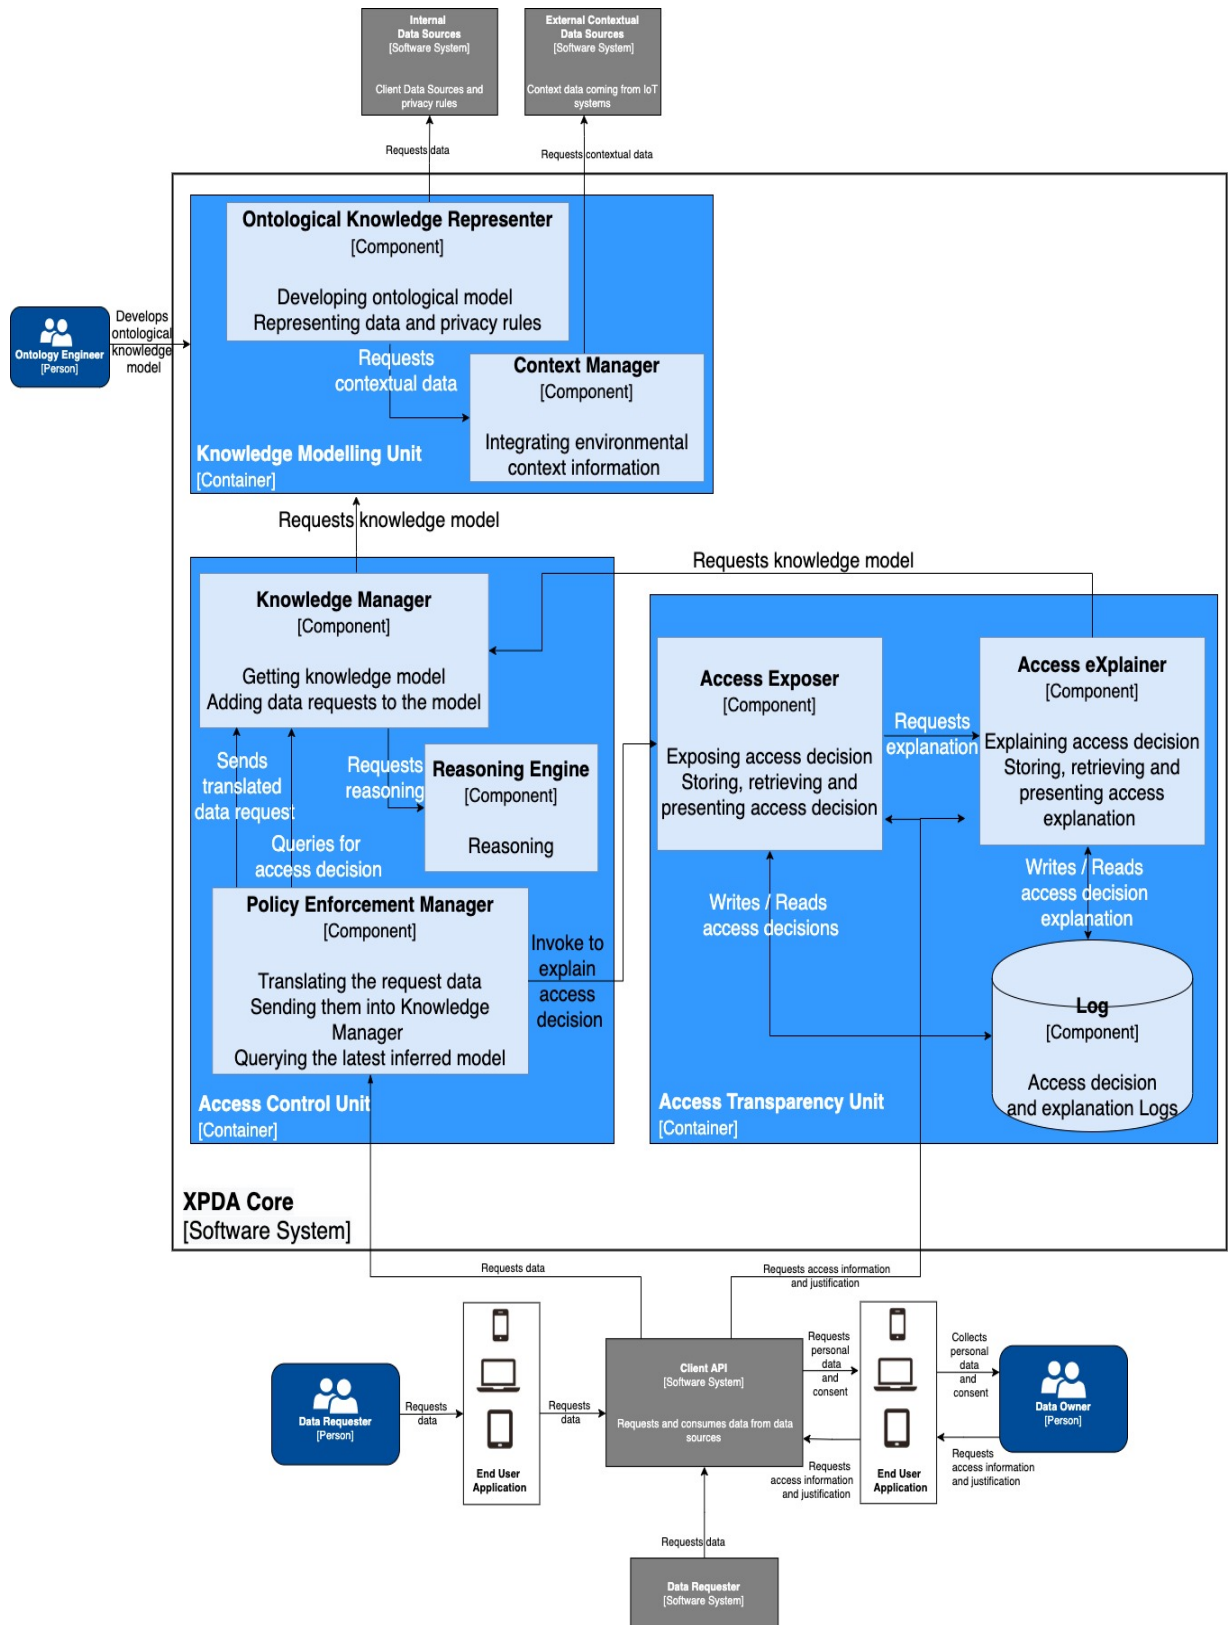 Internal
Data Sources
[Software System]
Client Data Sources and
privacy rules
External Contextual
Data Sources
[Software System]
Context data coming from IoT
systems
Requests data
Requests contextual data
Ontological Knowledge Representer
[Component]
Developing ontological model
Representing data and privacy rules
Ontology Engineer
[Person]
Develops
ontological
knowledge
model
Requests
contextual data
Context Manager
[Component]
Integrating environmental
context information
Knowledge Modelling Unit
[Container]
Requests knowledge model
Requests knowledge model
Knowledge Manager
[Component]
Getting knowledge model
Adding data requests to the model
Sends
translated
data request
Requests
reasoning
Reasoning Engine
[Component]
Reasoning
Queries for
access decision
Policy Enforcement Manager
[Component]
Translating the request data
Sending them into Knowledge
Manager
Querying the latest inferred model
Invoke to
explain
access
decision
Access Control Unit
[Container]
Access Exposer
[Component]
Exposing access decision
Storing, retrieving and
presenting access decision
Requests
explanation
Access eXplainer
[Component]
Explaining access decision
Storing, retrieving and
presenting access
explanation
Writes / Reads
access decisions
Writes / Reads
access decision
explanation
Log
[Component]
Access decision
and explanation Logs
Access Transparency Unit
[Container]
XPDA Core
[Software System]
Requests data
Requests access information
and justification
Data Requester
[Person]
Requests
data
End User
Application
Requests
data
Client API
[Software System]
Requests and consumes data from data
sources
Requests
personal
data
and
consent
Requests
access information
and justification
End User
Application
Collects
personal
data
and
consent
Requests
access information
and justification
Data Owner
[Person]
Requests data
Data Requester
[Software System]